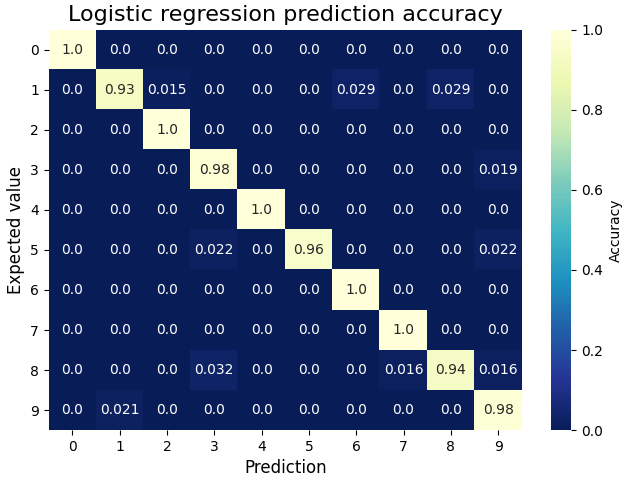 Logistic regression prediction accuracy
0 1.0 0.0 0.0 0.0 0.0 0.0 0.0 0.0 0.0 0.0
1 0.0 0.93 0.015 0.0 0.0 0.0 0.029 0.0 0.029 0.0
2 0.0 0.0 1.0 0.0 0.0 0.0 0.0 0.0 0.0 0.0
3 0.0 0.0 0.0 0.98 0.0 0.0 0.0 0.0 0.0 0.019
4 0.0 0.0 0.0 0.0 1.0 0.0 0.0 0.0 0.0 0.0
5 0.0 0.0 0.0 0.022 0.0 0.96 0.0 0.0 0.0 0.022
6 0.0 0.0 0.0 0.0 0.0 0.0 1.0 0.0 0.0 0.0
7 0.0 0.0 0.0 0.0 0.0 0.0 0.0 1.0 0.0 0.0
8 0.0 0.0 0.0 0.032 0.0 0.0 0.0 0.016 0.94 0.016
9 0.0 0.021 0.0 0.0 0.0 0.0 0.0 0.0 0.0 0.98
0 1 2 3 4 5 6 7 8 9
Prediction
Expected value
1.0
0.8
0.6
0.4
0.2
0.0
Accuracy